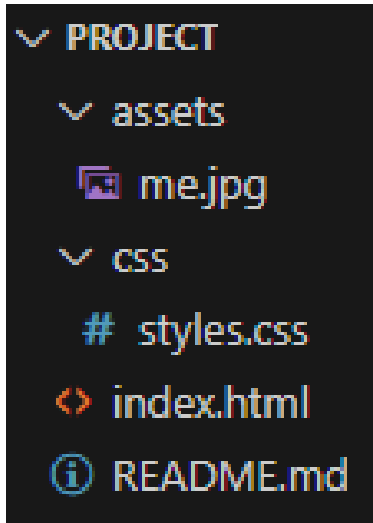 PROJECT
assets
me.jpg
css
# styles.css
index.html
README.md